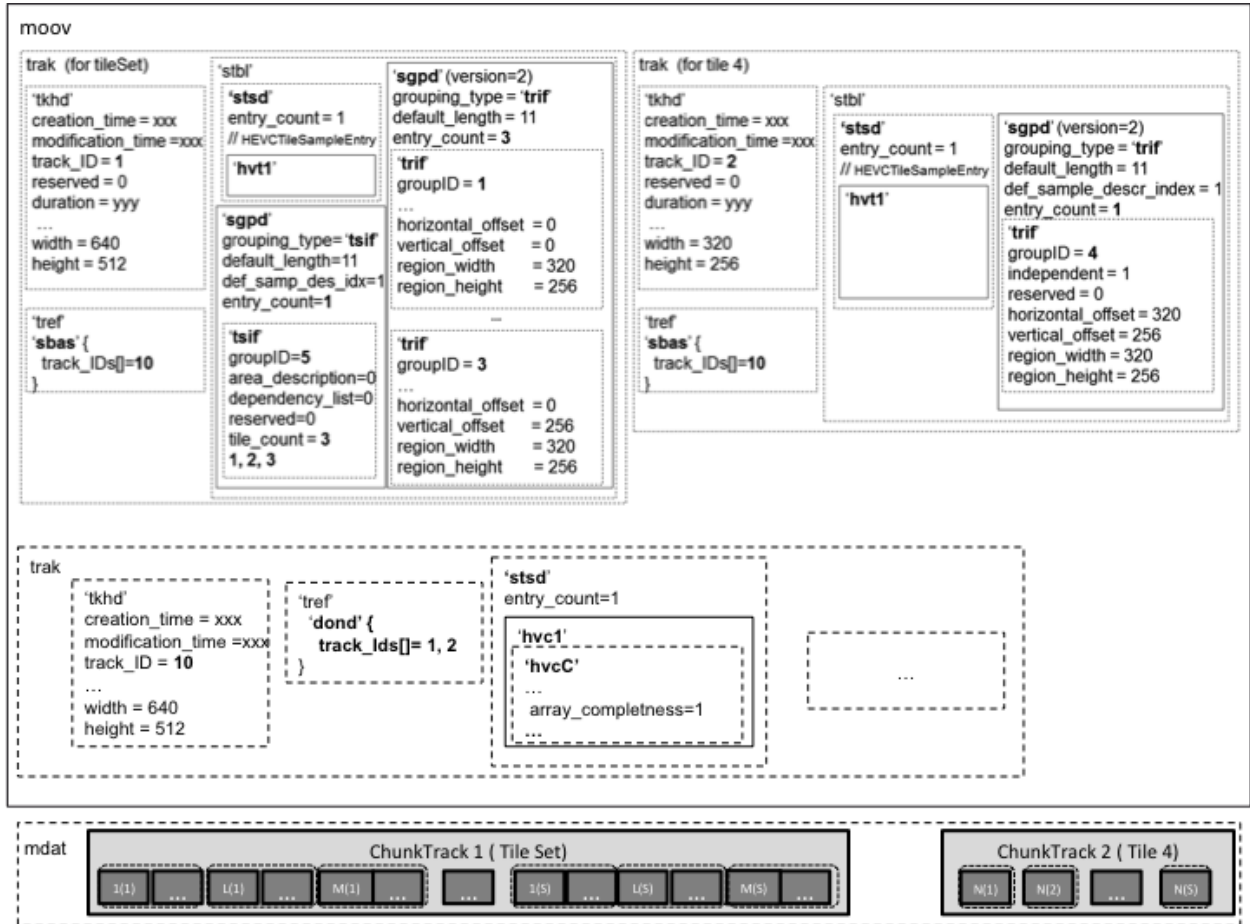 moov
trak (for tileSet)
'tkhd'
creation_time = xxx
modification_time =xxx
track_ID = 1
reserved = 0
duration = yyy
...
width = 640
height = 512
'tref'
'sbas' {
track_IDs[]=10
}
'stbl'
'stsd'
entry_count = 1
// HEVCTileSampleEntry
'hvt1'
'sgpd'
grouping_type= 'tsif'
default_length=11
def_samp_des_idx=1
entry_count=1
'tsif'
groupID=5
area_description=0
dependency_list=0
reserved=0
tile_count = 3
1, 2, 3
'sgpd' (version=2)
grouping_type = 'trif'
default_length = 11
entry_count = 3
'trif'
groupID = 1
...
horizontal_offset = 0
vertical_offset = 0
region_width = 320
region_height = 256
...
'trif'
groupID = 3
...
horizontal_offset = 0
vertical_offset = 256
region_width = 320
region_height = 256
trak (for tile 4)
'tkhd'
creation_time = xxx
modification_time =xxx
track_ID = 2
reserved = 0
duration = yyy
...
width = 320
height = 256
'tref'
'sbas' {
track_IDs[]=10
}
'stbl'
'stsd'
entry_count = 1
// HEVCTileSampleEntry
'hvt1'
'sgpd' (version=2)
grouping_type = 'trif'
default_length = 11
def_sample_descr_index = 1
entry_count = 1
'trif'
groupID = 4
independent = 1
reserved = 0
horizontal_offset = 320
vertical_offset = 256
region_width = 320
region_height = 256
trak
'tkhd'
creation_time = xxx
modification_time =xxx
track_ID = 10
...
width = 640
height = 512
'tref'
'dond' {
track_Ids[]= 1, 2
}
'stsd'
entry_count=1
'hvc1'
'hvcC'
...
array_completness=1
...
...
mdat
ChunkTrack 1 ( Tile Set)
1(1) ... L(1) ... M(1) ... ... 1(S) ... L(S) ... M(S) ...
ChunkTrack 2 ( Tile 4)
N(1) N(2) ... N(S)